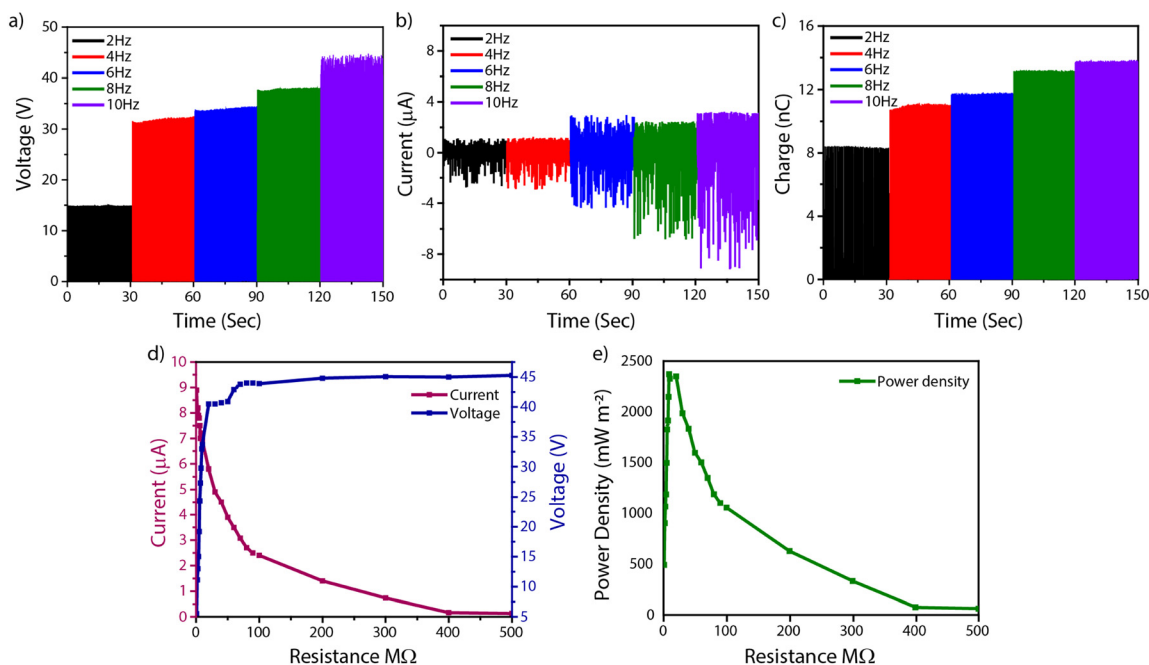 a)
50
40
30
20
10
0
Voltage (V)
2Hz
4Hz
6Hz
8Hz
10Hz
0 30 60 90 120 150
Time (Sec)
b)
8
4
0
-4
-8
Current (μA)
2Hz
4Hz
6Hz
8Hz
10Hz
0 30 60 90 120 150
Time (Sec)
c)
16
12
8
4
0
Charge (nC)
2Hz
4Hz
6Hz
8Hz
10Hz
0 30 60 90 120 150
Time (Sec)
d)
10
9
8
7
6
5
4
3
2
1
0
Current (μA)
Current
Voltage
45
40
35
30
25
20
15
10
5
Voltage (V)
0 100 200 300 400 500
Resistance MΩ
e)
2500
2000
1500
1000
500
0
Power Density (mW m⁻²)
Power density
0 100 200 300 400 500
Resistance MΩ